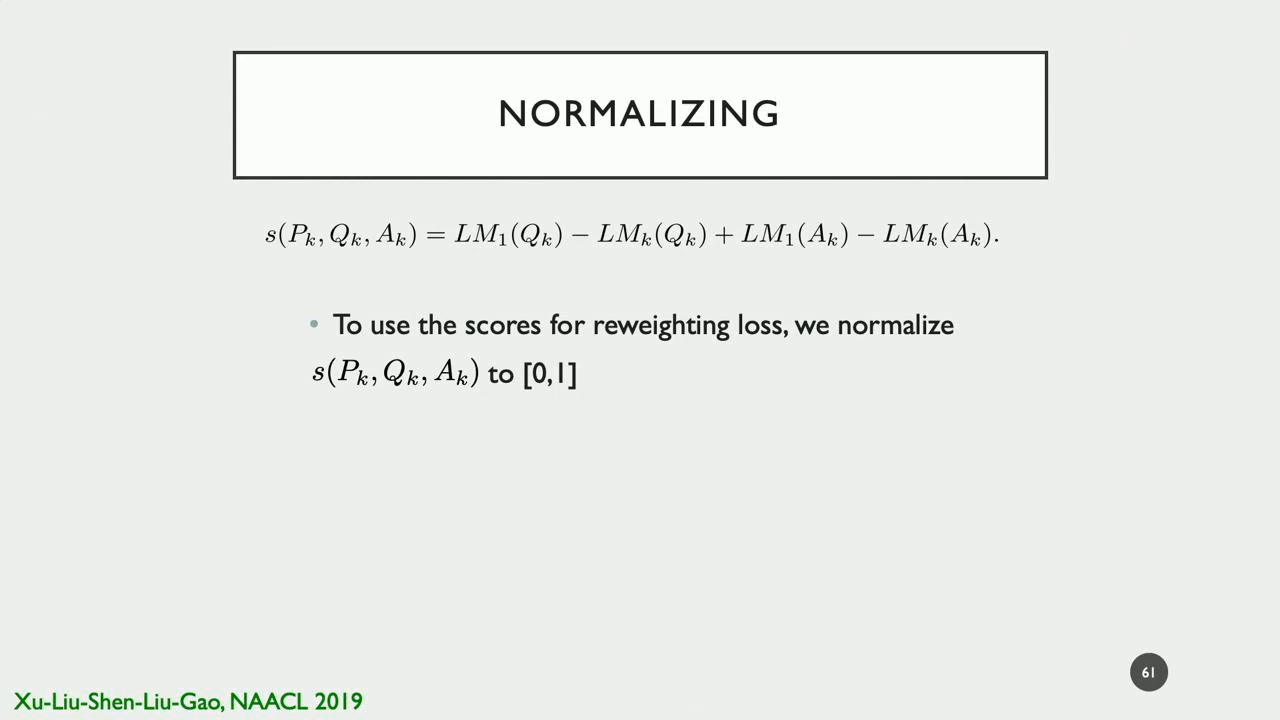 NORMALIZING
s(P_k, Q_k, A_k) = LM_1(Q_k) − LM_k(Q_k) + LM_1(A_k) − LM_k(A_k).
• To use the scores for reweighting loss, we normalize
s(P_k, Q_k, A_k) to [0,1]
61
Xu-Liu-Shen-Liu-Gao, NAACL 2019